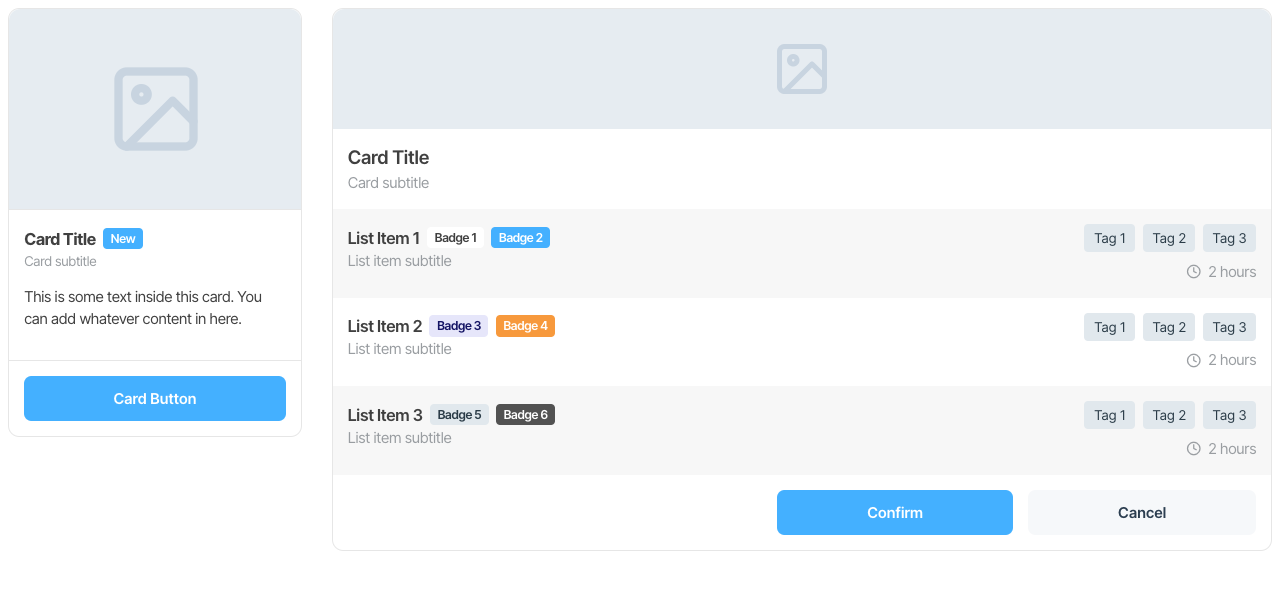 Card Title New
Card subtitle
This is some text inside this card. You
can add whatever content in here.
Card Button
Card Title
Card subtitle
List Item 1 Badge 1 Badge 2 Tag 1 Tag 2 Tag 3
List item subtitle 2 hours
List Item 2 Badge 3 Badge 4 Tag 1 Tag 2 Tag 3
List item subtitle 2 hours
List Item 3 Badge 5 Badge 6 Tag 1 Tag 2 Tag 3
List item subtitle 2 hours
Confirm Cancel